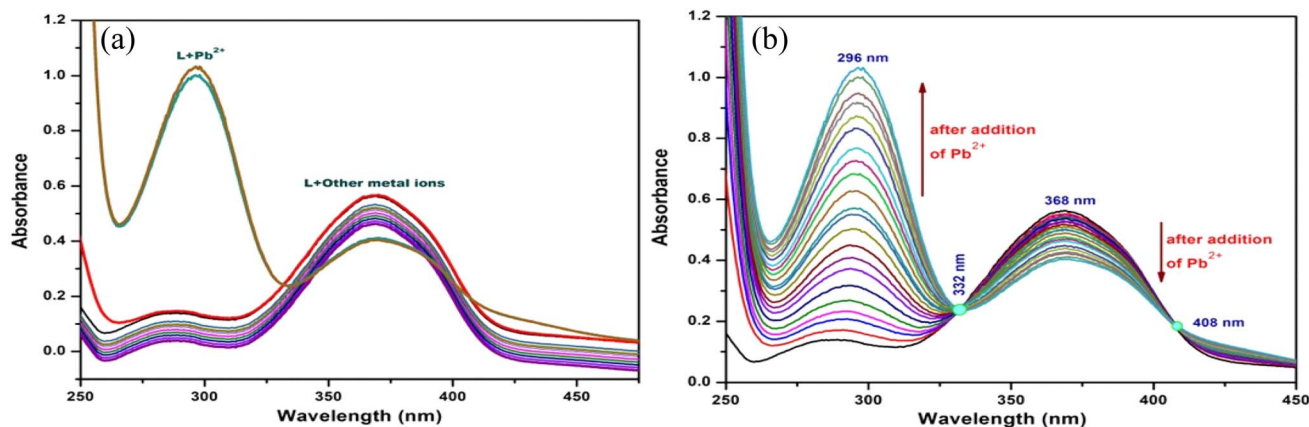 (a)
L+Pb²⁺
L+Other metal ions
Absorbance
1.2
1.0
0.8
0.6
0.4
0.2
0.0
250 300 350 400 450
Wavelength (nm)
(b)
296 nm
after addition
of Pb²⁺
332 nm
368 nm
after addition
of Pb²⁺
408 nm
Absorbance
1.2
1.0
0.8
0.6
0.4
0.2
0.0
250 300 350 400 450
Wavelength (nm)